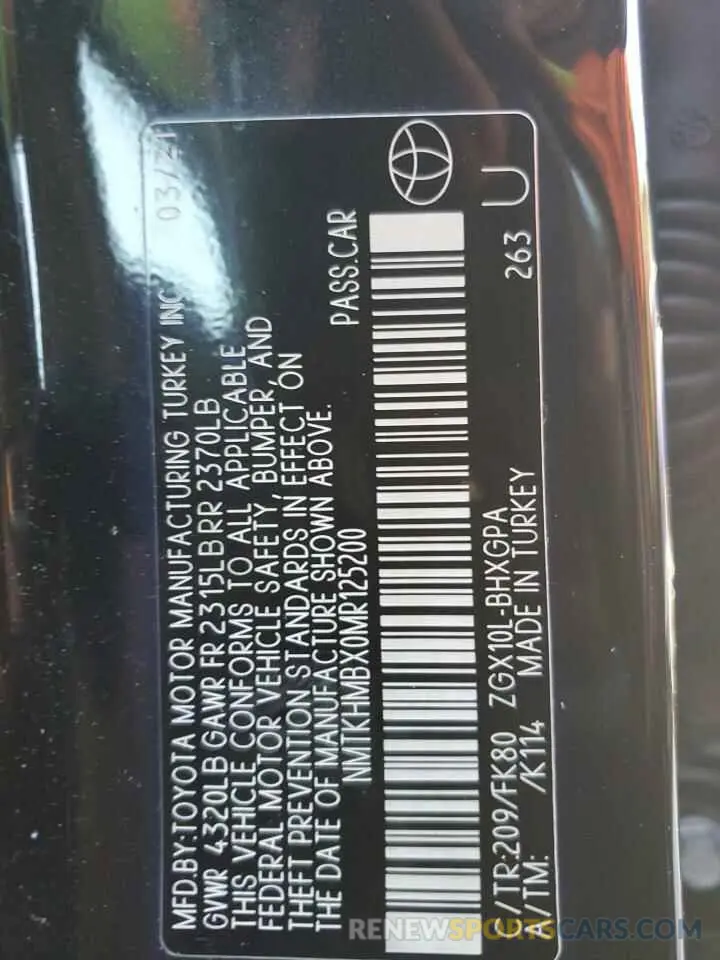 MFD.BY:TOYOTA MOTOR MANUFACTURING TURKEY INC 03/21
GVWR 4320LB GAWR FR 2315LB RR 2370LB
THIS VEHICLE CONFORMS TO ALL APPLICABLE
FEDERAL MOTOR VEHICLE SAFETY, BUMPER, AND
THEFT PREVENTION STANDARDS IN EFFECT ON
THE DATE OF MANUFACTURE SHOWN ABOVE.
NMTKHMBX0MR125200 PASS.CAR
C/TR:209/FK80 ZGX10L-BHXGPA 263 U
A/TM: /K114 MADE IN TURKEY
RENEWSPORTSCARS.COM